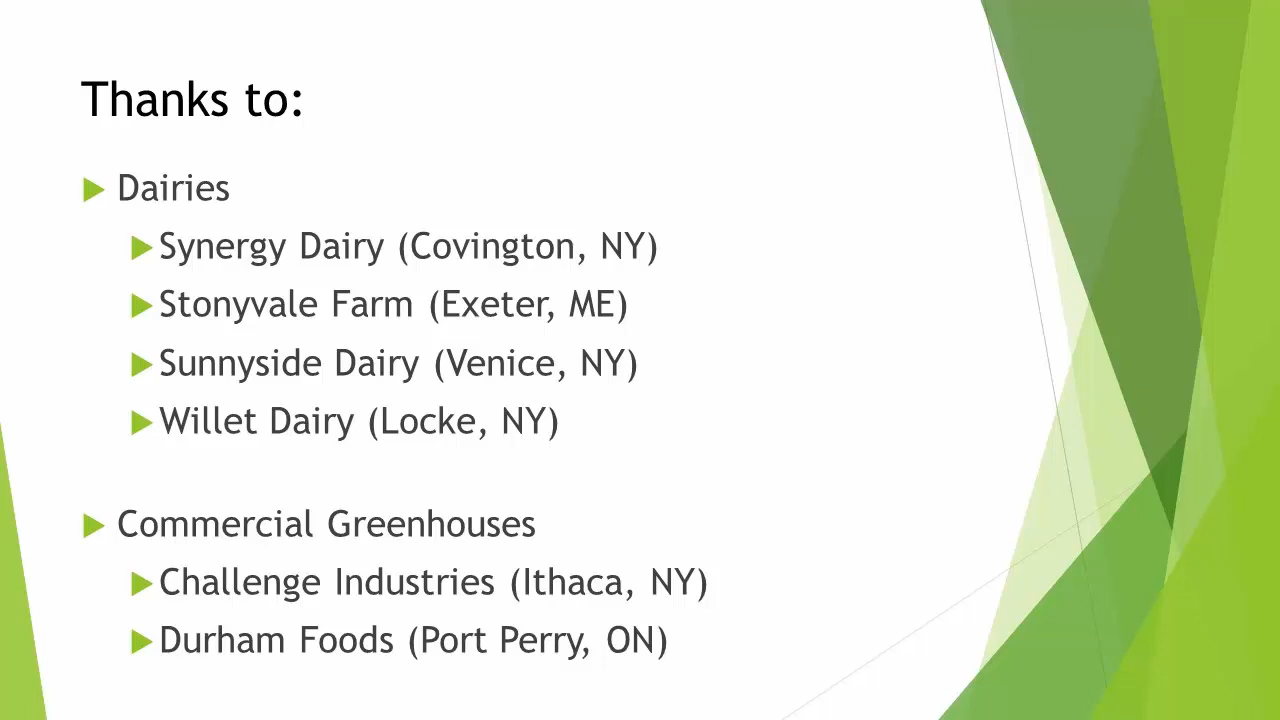 Thanks to:
Dairies
Synergy Dairy (Covington, NY)
Stonyvale Farm (Exeter, ME)
Sunnyside Dairy (Venice, NY)
Willet Dairy (Locke, NY)
Commercial Greenhouses
Challenge Industries (Ithaca, NY)
Durham Foods (Port Perry, ON)